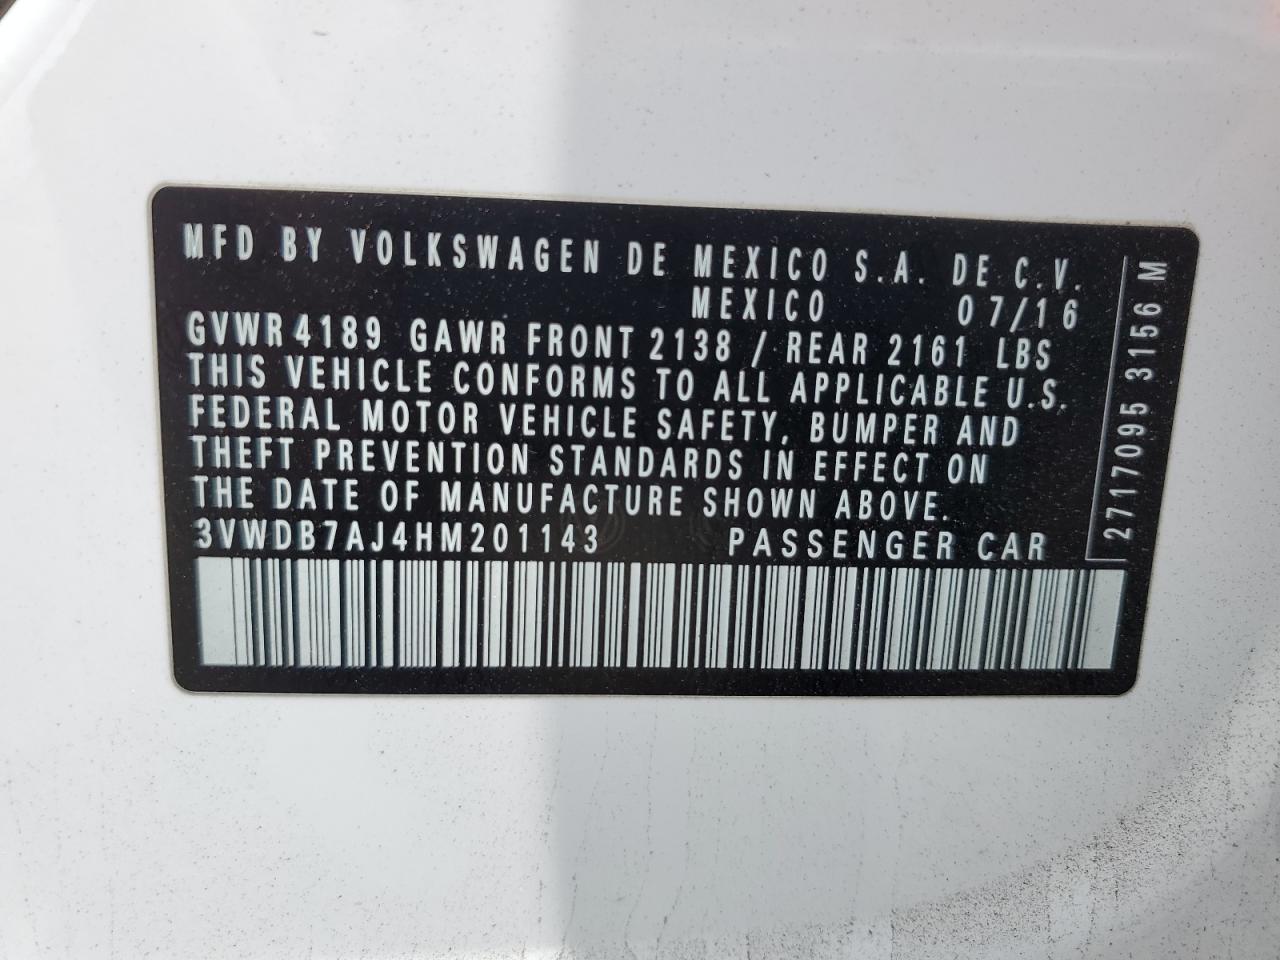 MFD BY VOLKSWAGEN DE MEXICO S.A. DE C.V.
MEXICO 07/16
GVWR 4189 GAWR FRONT 2138 / REAR 2161 LBS
THIS VEHICLE CONFORMS TO ALL APPLICABLE U.S.
FEDERAL MOTOR VEHICLE SAFETY, BUMPER AND
THEFT PREVENTION STANDARDS IN EFFECT ON
THE DATE OF MANUFACTURE SHOWN ABOVE.
3VWDB7AJ4HM201143 PASSENGER CAR
2717095 3156 M